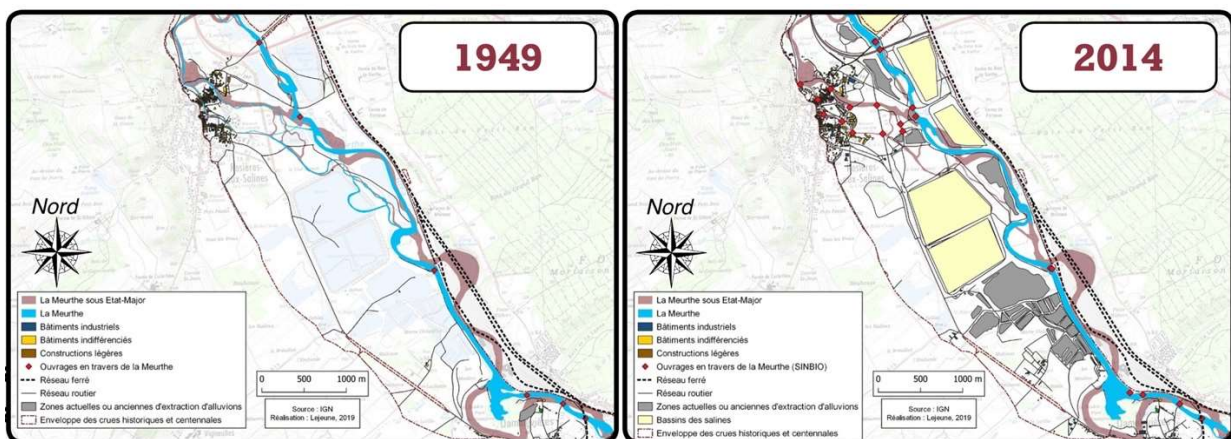 1949
Nord
La Meurthe sous Etat-Major
La Meurthe
Bâtiments industriels
Bâtiments indifférenciés
Constructions légères
Ouvrages en travers de la Meurthe (SINBIO)
Réseau ferré
Réseau routier
Zones actuelles ou anciennes d'extraction d'alluvions
Enveloppe des crues historiques et centennales
0 500 1000 m
Source : IGN
Réalisation : Lejeune, 2019
2014
Nord
La Meurthe sous Etat-Major
La Meurthe
Bâtiments industriels
Bâtiments indifférenciés
Constructions légères
Ouvrages en travers de la Meurthe (SINBIO)
Réseau ferré
Réseau routier
Zones actuelles ou anciennes d'extraction d'alluvions
Bassins des salines
Enveloppe des crues historiques et centennales
0 500 1000 m
Source : IGN
Réalisation : Lejeune, 2019